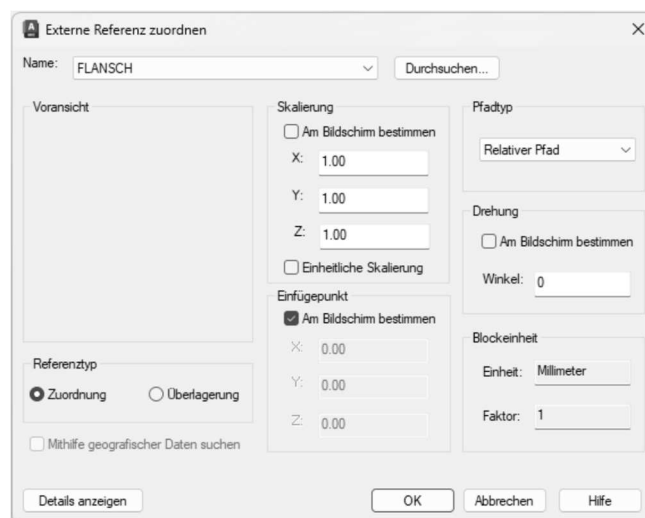 Externe Referenz zuordnen
Name: FLANSCH Durchsuchen...
Voransicht
Referenztyp
Zuordnung Überlagerung
Mithilfe geografischer Daten suchen
Skalierung
Am Bildschirm bestimmen
X: 1.00
Y: 1.00
Z: 1.00
Einheitliche Skalierung
Einfügepunkt
Am Bildschirm bestimmen
X: 0.00
Y: 0.00
Z: 0.00
Pfadtyp
Relativer Pfad
Drehung
Am Bildschirm bestimmen
Winkel: 0
Blockeinheit
Einheit: Millimeter
Faktor: 1
Details anzeigen OK Abbrechen Hilfe